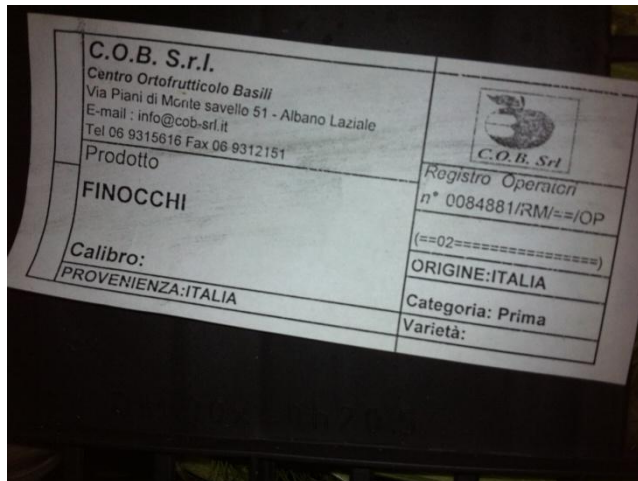 C.O.B. S.r.l.
Centro Ortofrutticolo Basili
Via Piani di Monte savello 51 - Albano Laziale
E-mail : info@cob-srl.it
Tel 06 9315616 Fax 06 9312151
Prodotto
FINOCCHI
Calibro:
PROVENIENZA:ITALIA
C.O.B. Srl
Registro Operatori
n° 0084881/RM/==/OP
(==02================)
ORIGINE:ITALIA
Categoria: Prima
Varietà: